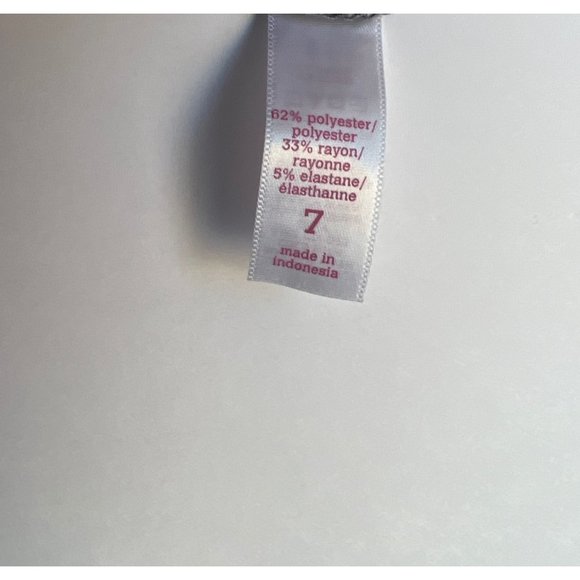 62% polyester/
polyester
33% rayon/
rayonne
5% elastane/
élasthanne
7
made in
indonesia